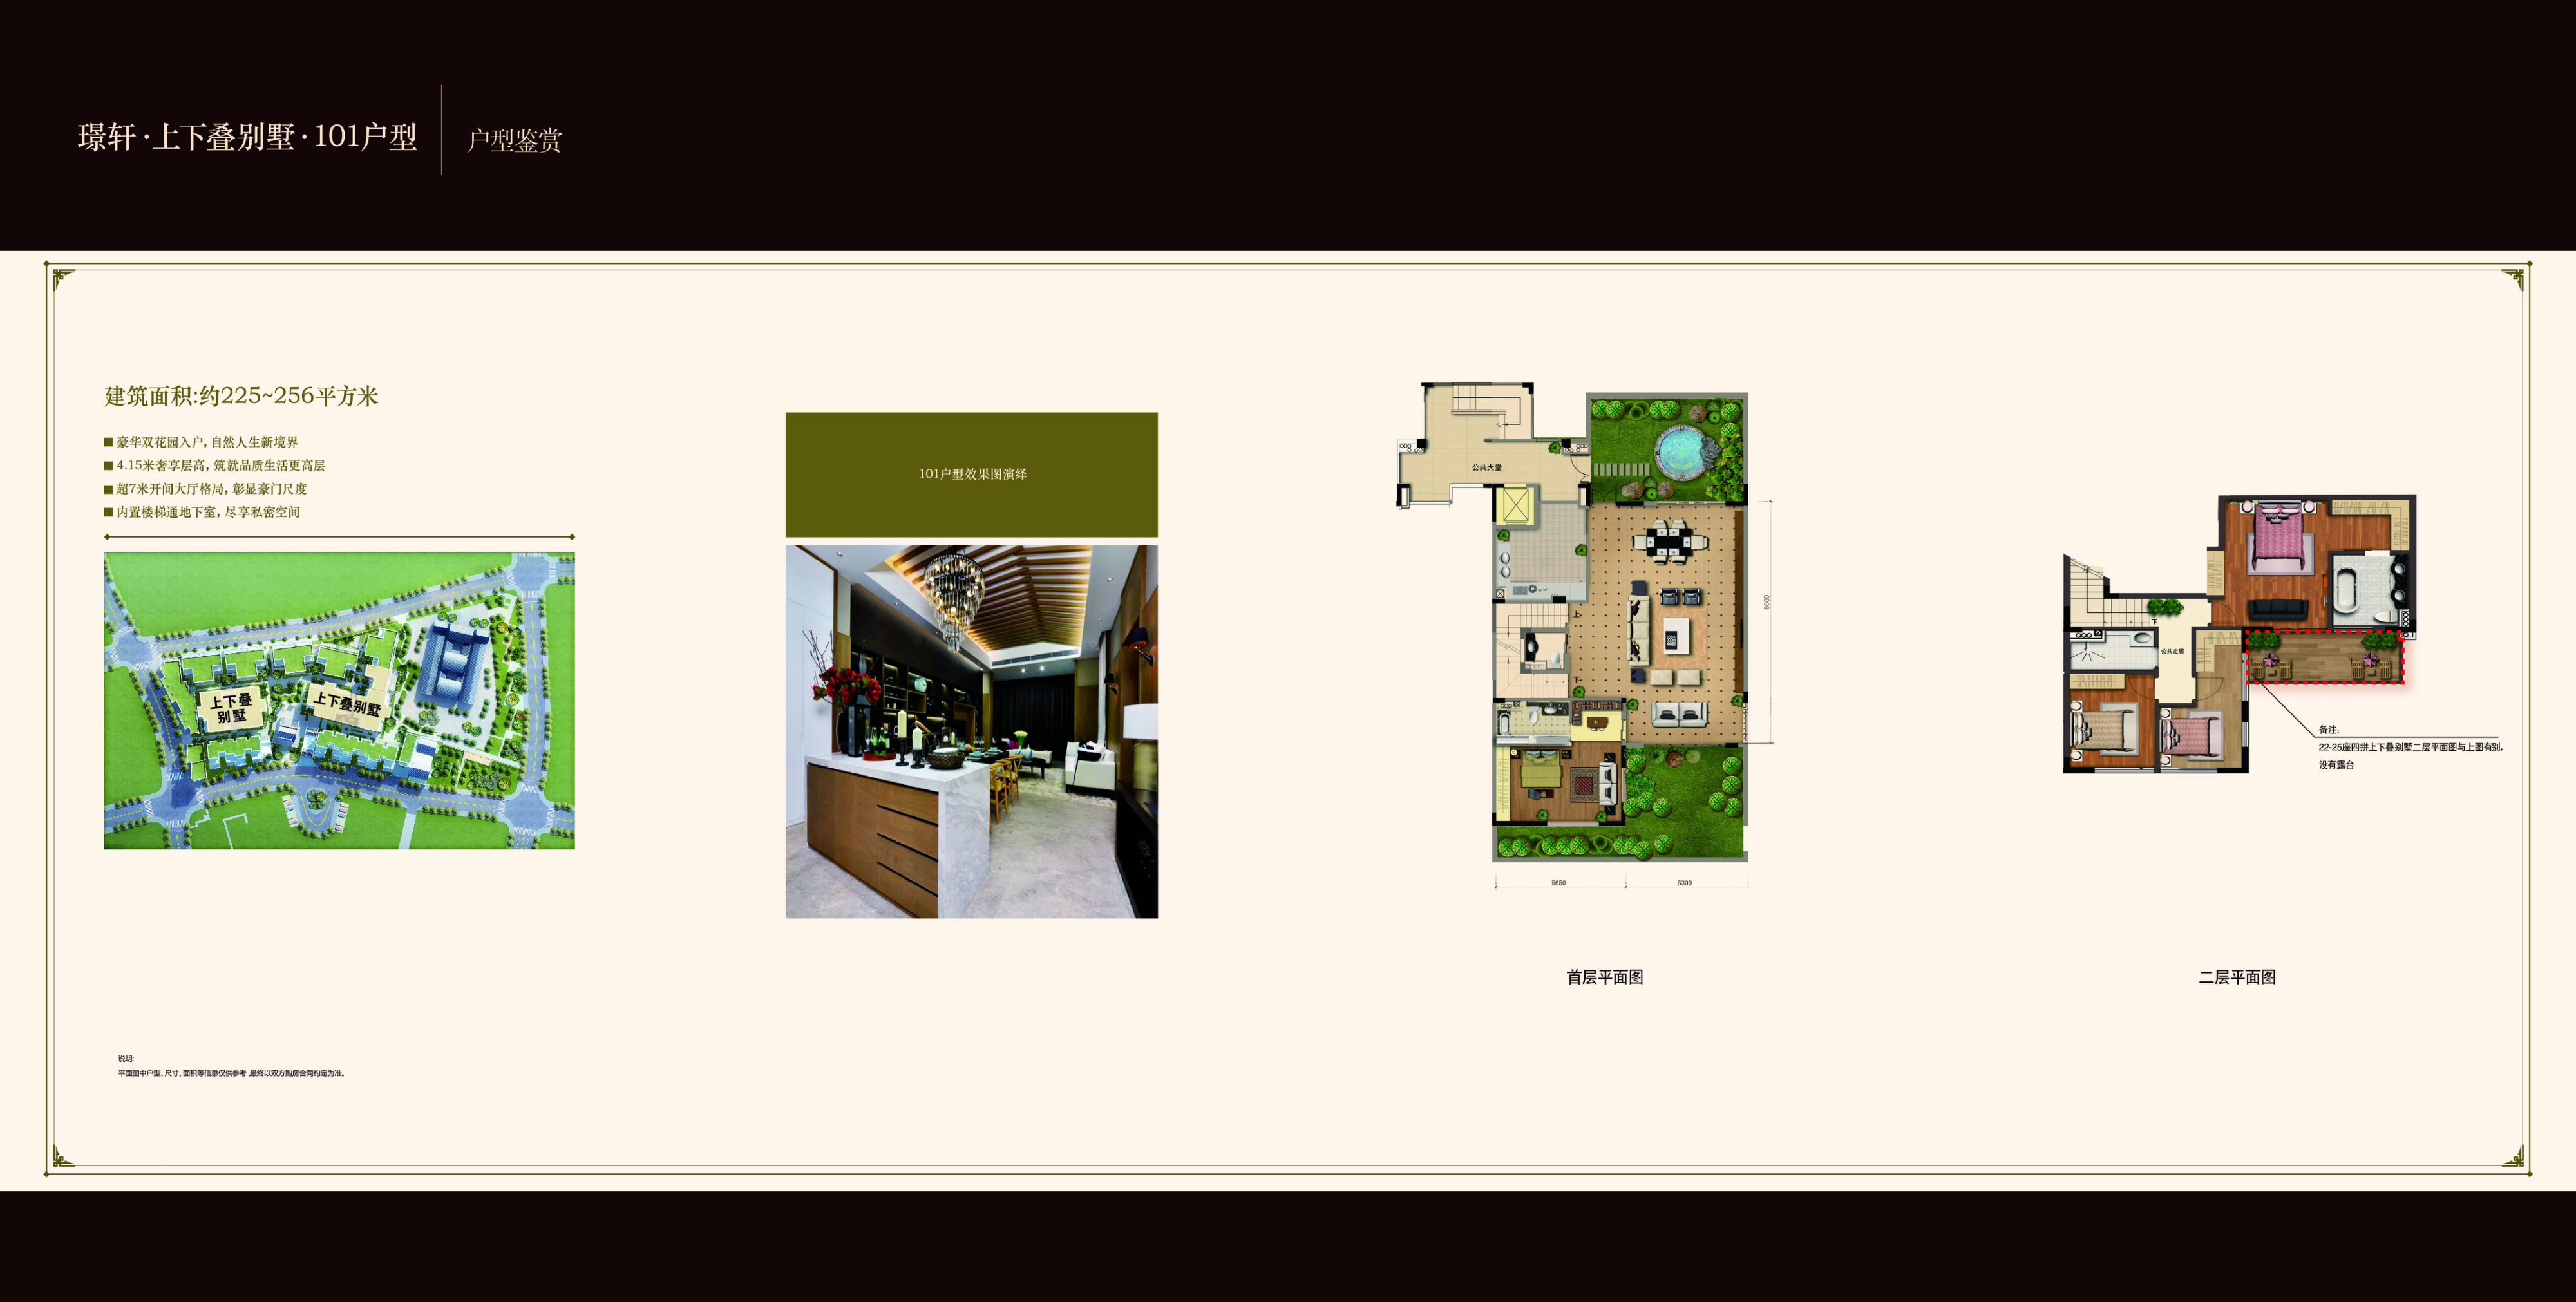 璟轩·上下叠别墅·101户型
户型鉴赏
建筑面积:约225~256平方米
■ 豪华双花园入户, 自然人生新境界
■ 4.15米奢享层高, 筑就品质生活更高层
■ 超7米开间大厅格局, 彰显豪门尺度
■ 内置楼梯通地下室, 尽享私密空间
上下叠
别墅
上下叠别墅
101户型效果图演绎
公共大堂
上
下
8600
5650
5300
首层平面图
下
公共走廊
备注:
22-25座四拼上下叠别墅二层平面图与上图有别,
没有露台
二层平面图
说明:
平面图中户型、尺寸、面积等信息仅供参考 最终以双方购房合同约定为准。